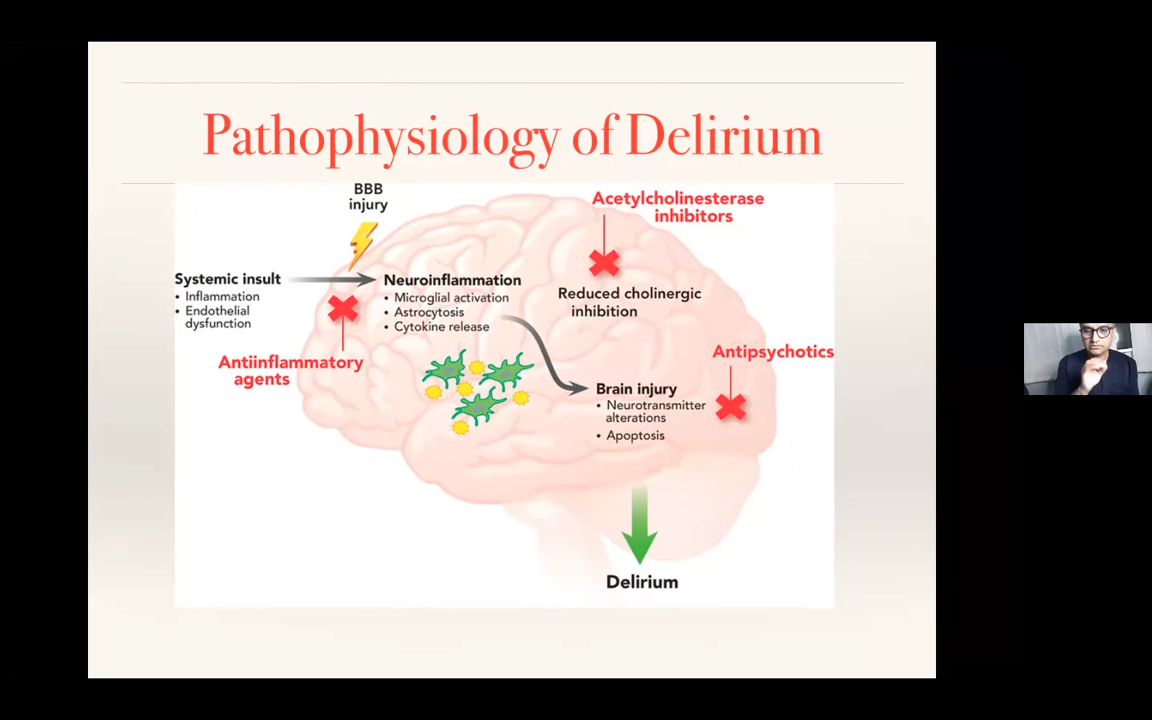 Pathophysiology of Delirium
BBB
injury
Acetylcholinesterase
inhibitors
Systemic insult
• Inflammation
• Endothelial
dysfunction
Neuroinflammation
• Microglial activation
• Astrocytosis
• Cytokine release
Reduced cholinergic
inhibition
Antiinflammatory
agents
Antipsychotics
Brain injury
• Neurotransmitter
alterations
• Apoptosis
Delirium